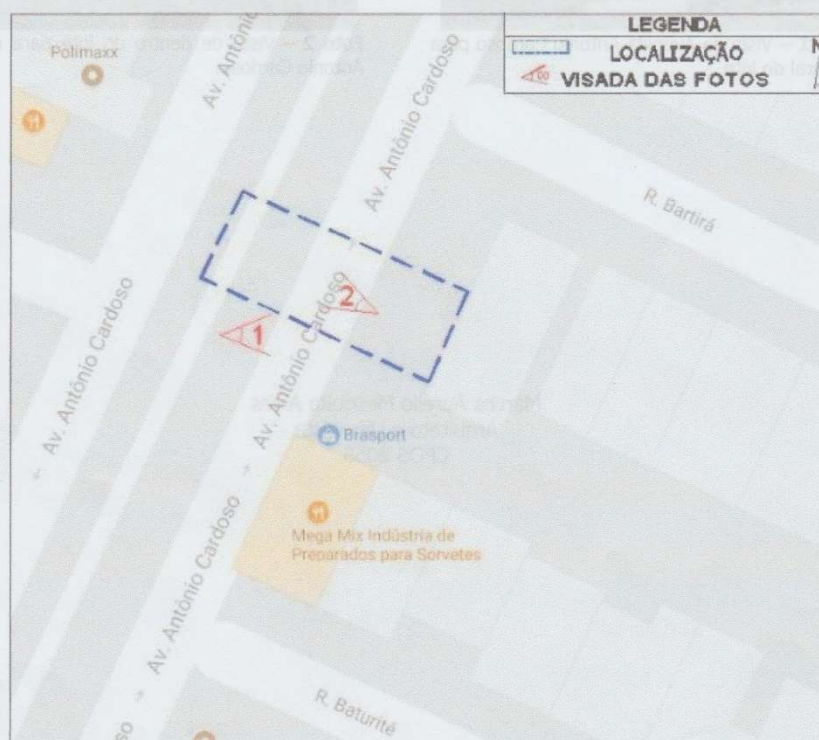 LEGENDA
LOCALIZAÇÃO
VISADA DAS FOTOS
N
Polimaxx
Av. Antônio
Av. Antônio Cardoso
R. Bartirá
2
1
Av. Antônio Cardoso
Av. Antônio Cardoso
Brasport
Mega Mix Indústria de
Preparados para Sorvetes
Av. Antônio Cardoso
R. Baturité
so